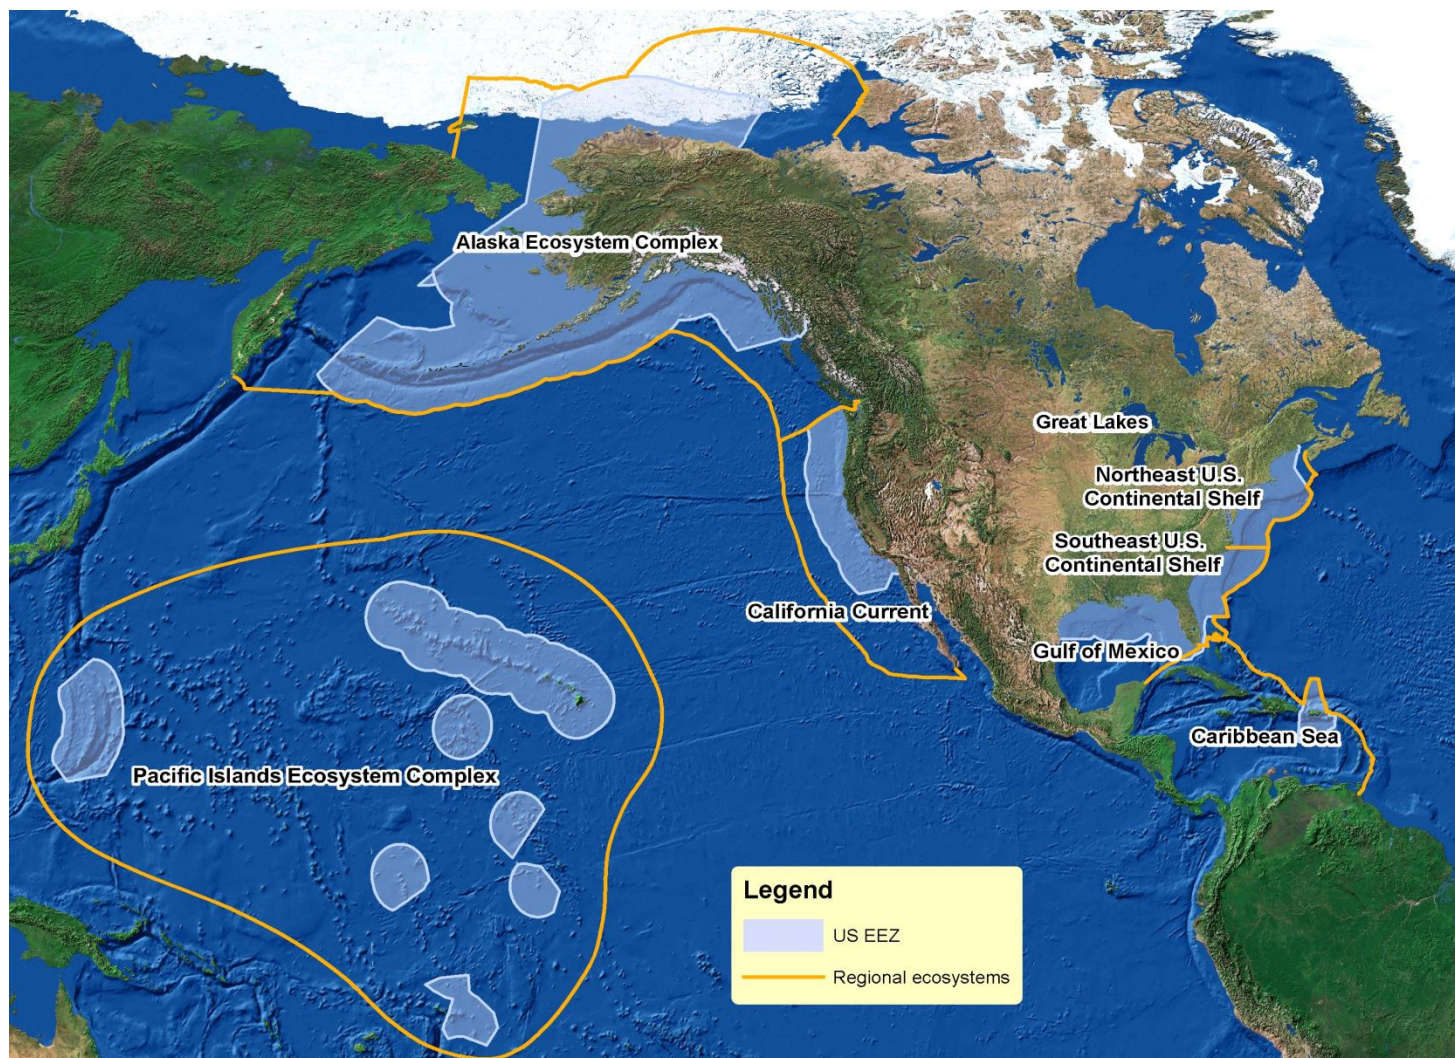 Alaska Ecosystem Complex
Great Lakes
Northeast U.S.
Continental Shelf
Southeast U.S.
Continental Shelf
California Current
Gulf of Mexico
Caribbean Sea
Pacific Islands Ecosystem Complex
Legend
US EEZ
Regional ecosystems